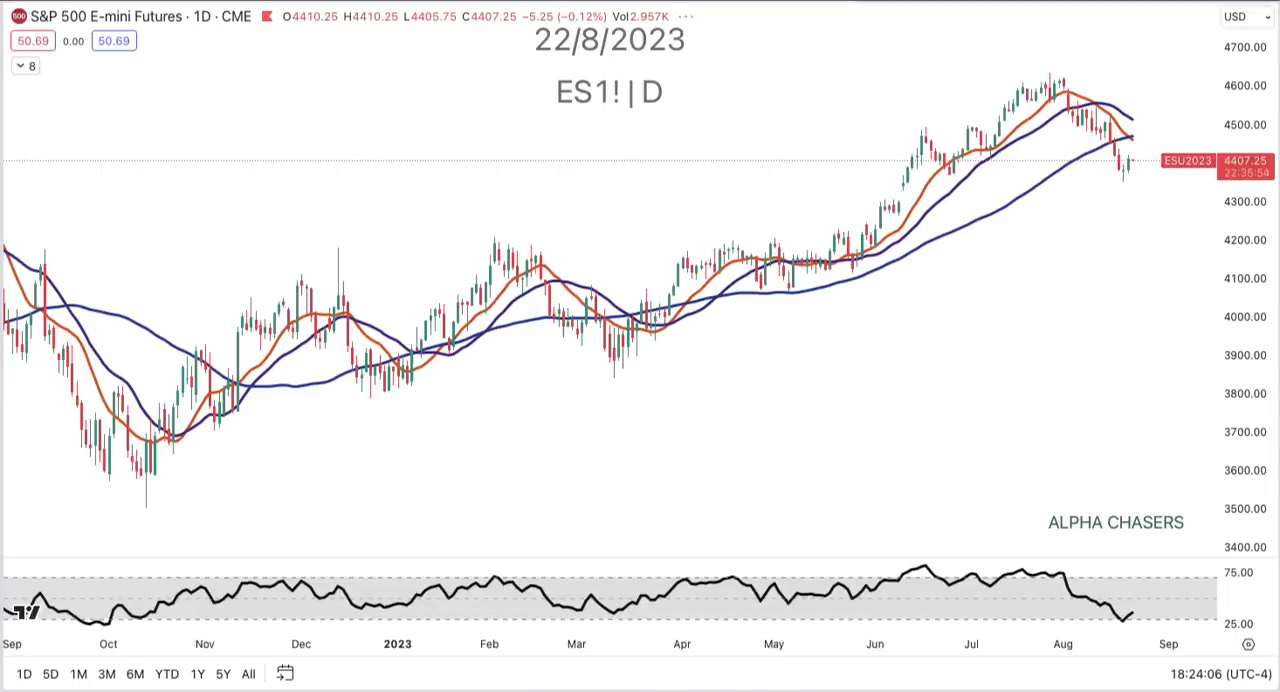 500 S&P 500 E-mini Futures · 1D · CME O4410.25 H4410.25 L4405.75 C4407.25 −5.25 (−0.12%) Vol2.957K ···
USD
50.69 0.00 50.69
8
22/8/2023
ES1! | D
4700.00
4600.00
4500.00
ESU2023 4407.25
22:35:54
4300.00
4200.00
4100.00
4000.00
3900.00
3800.00
3700.00
3600.00
3500.00
ALPHA CHASERS
3400.00
75.00
25.00
Sep Oct Nov Dec 2023 Feb Mar Apr May Jun Jul Aug Sep
1D 5D 1M 3M 6M YTD 1Y 5Y All
18:24:06 (UTC-4)